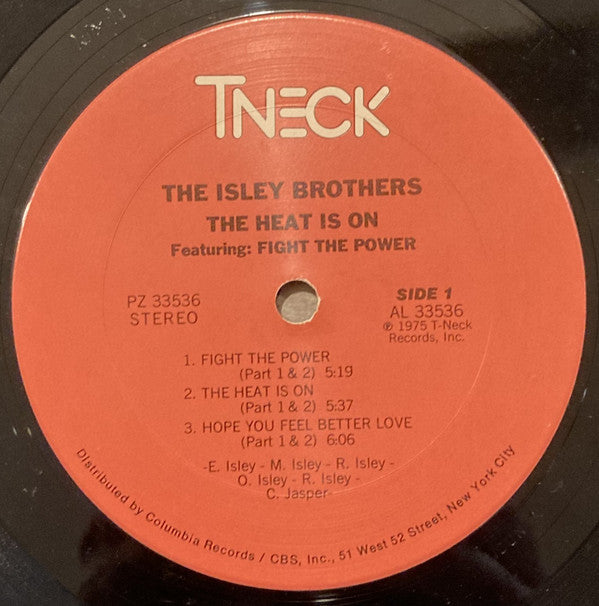 TNECK
THE ISLEY BROTHERS
THE HEAT IS ON
Featuring: FIGHT THE POWER
PZ 33536
STEREO
SIDE 1
AL 33536
℗ 1975 T-Neck
Records, Inc.
1. FIGHT THE POWER
(Part 1 & 2) 5:19
2. THE HEAT IS ON
(Part 1 & 2) 5:37
3. HOPE YOU FEEL BETTER LOVE
(Part 1 & 2) 6:06
-E. Isley - M. Isley - R. Isley -
O. Isley - R. Isley -
C. Jasper-
Distributed by Columbia Records / CBS, Inc., 51 West 52 Street, New York City